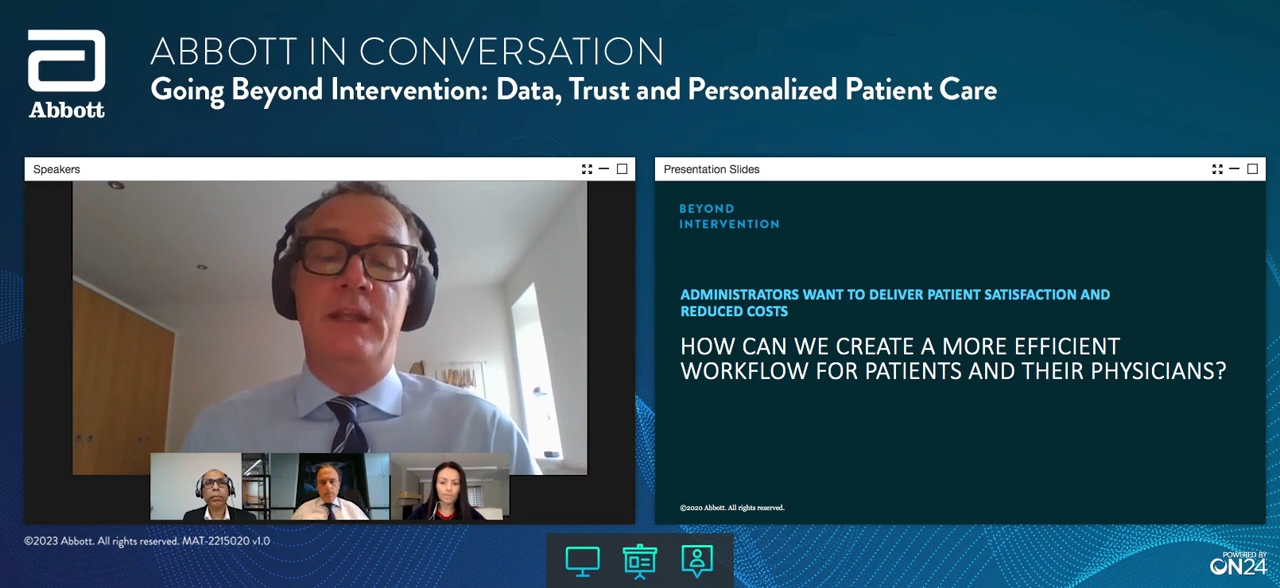 Abbott
ABBOTT IN CONVERSATION
Going Beyond Intervention: Data, Trust and Personalized Patient Care
Speakers
Presentation Slides
BEYOND
INTERVENTION
ADMINISTRATORS WANT TO DELIVER PATIENT SATISFACTION AND
REDUCED COSTS
HOW CAN WE CREATE A MORE EFFICIENT
WORKFLOW FOR PATIENTS AND THEIR PHYSICIANS?
©2020 Abbott. All rights reserved.
©2023 Abbott. All rights reserved. MAT-2215020 v1.0
POWERED BY
ON24